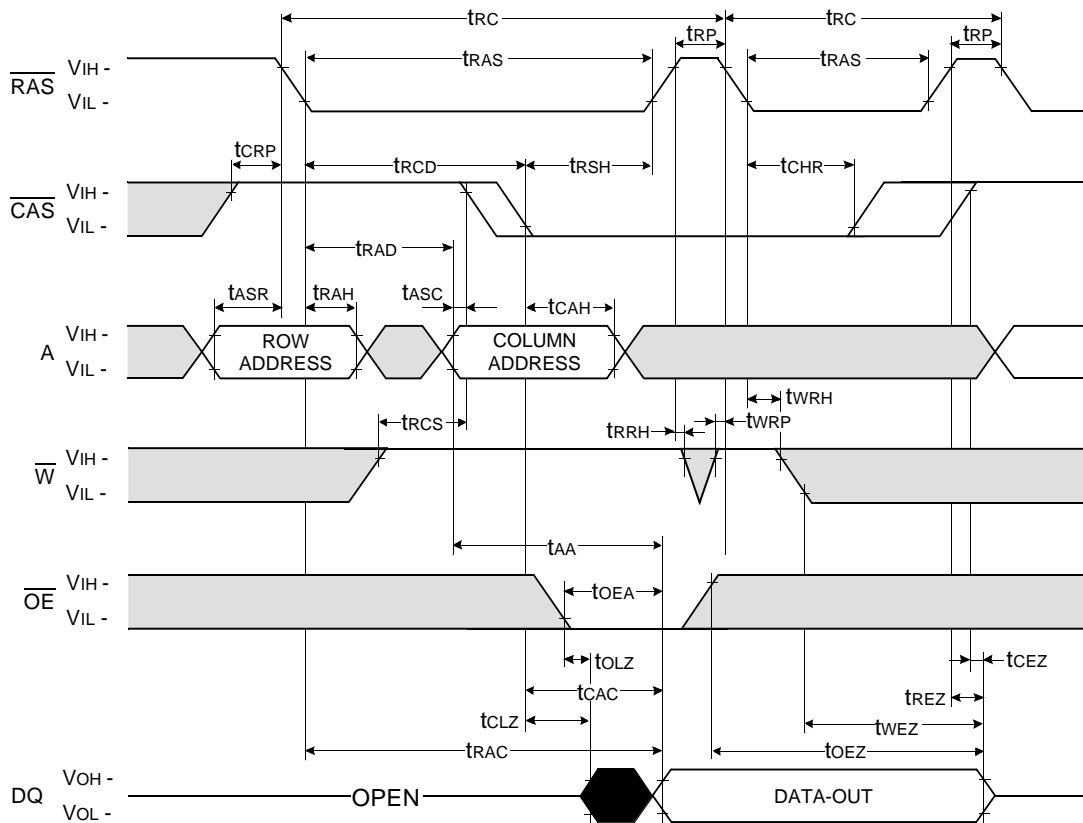 tRC tRC
tRP tRP
tRAS tRAS
RAS VIH -
VIL -
tCRP tRCD tRSH tCHR
CAS VIH -
VIL -
tRAD
tASR tRAH tASC tCAH
A VIH -
VIL -
ROW
ADDRESS
COLUMN
ADDRESS
tWRH
tRCS tRRH tWRP
W VIH -
VIL -
tAA
OE VIH -
VIL -
tOEA
tOLZ tCEZ
tCAC tREZ
tCLZ tWEZ
tRAC tOEZ
DQ VOH -
VOL -
OPEN DATA-OUT